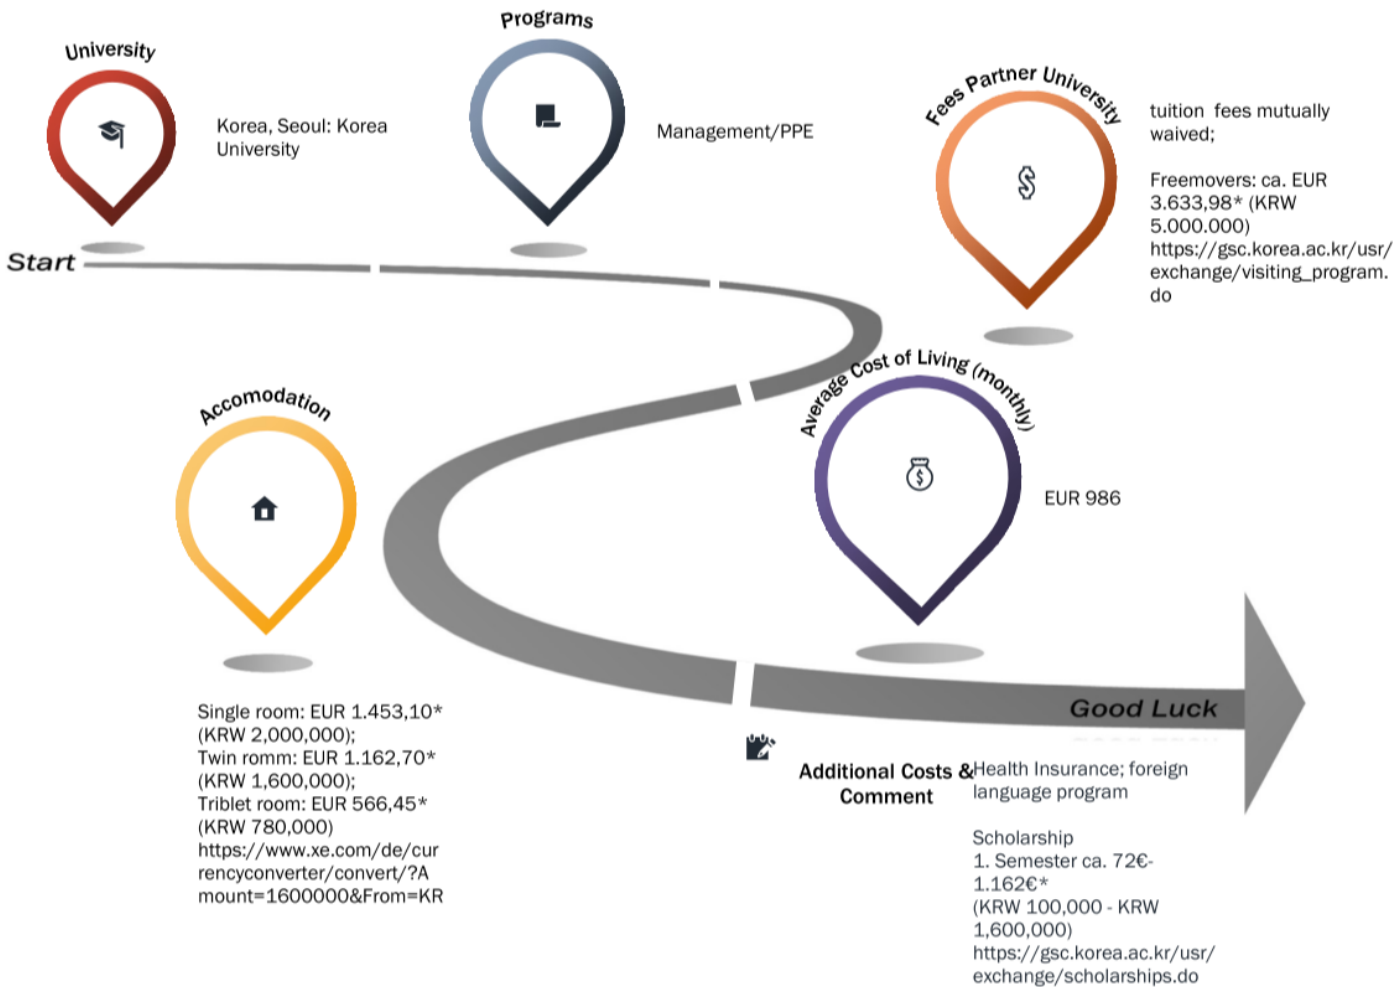 University
Korea, Seoul: Korea
University
Programs
Management/PPE
Fees Partner University
tuition  fees mutually
waived;
Freemovers: ca. EUR
3.633,98* (KRW
5.000.000)
https://gsc.korea.ac.kr/usr/
exchange/visiting_program.
do
Start
Average Cost of Living (monthly)
EUR 986
Accomodation
Single room: EUR 1.453,10*
(KRW 2,000,000);
Twin romm: EUR 1.162,70*
(KRW 1,600,000);
Triblet room: EUR 566,45*
(KRW 780,000)
https://www.xe.com/de/cur
rencyconverter/convert/?A
mount=1600000&From=KR
Good Luck
Additional Costs &
Comment
Health Insurance; foreign
language program
Scholarship
1. Semester ca. 72€-
1.162€*
(KRW 100,000 - KRW
1,600,000)
https://gsc.korea.ac.kr/usr/
exchange/scholarships.do